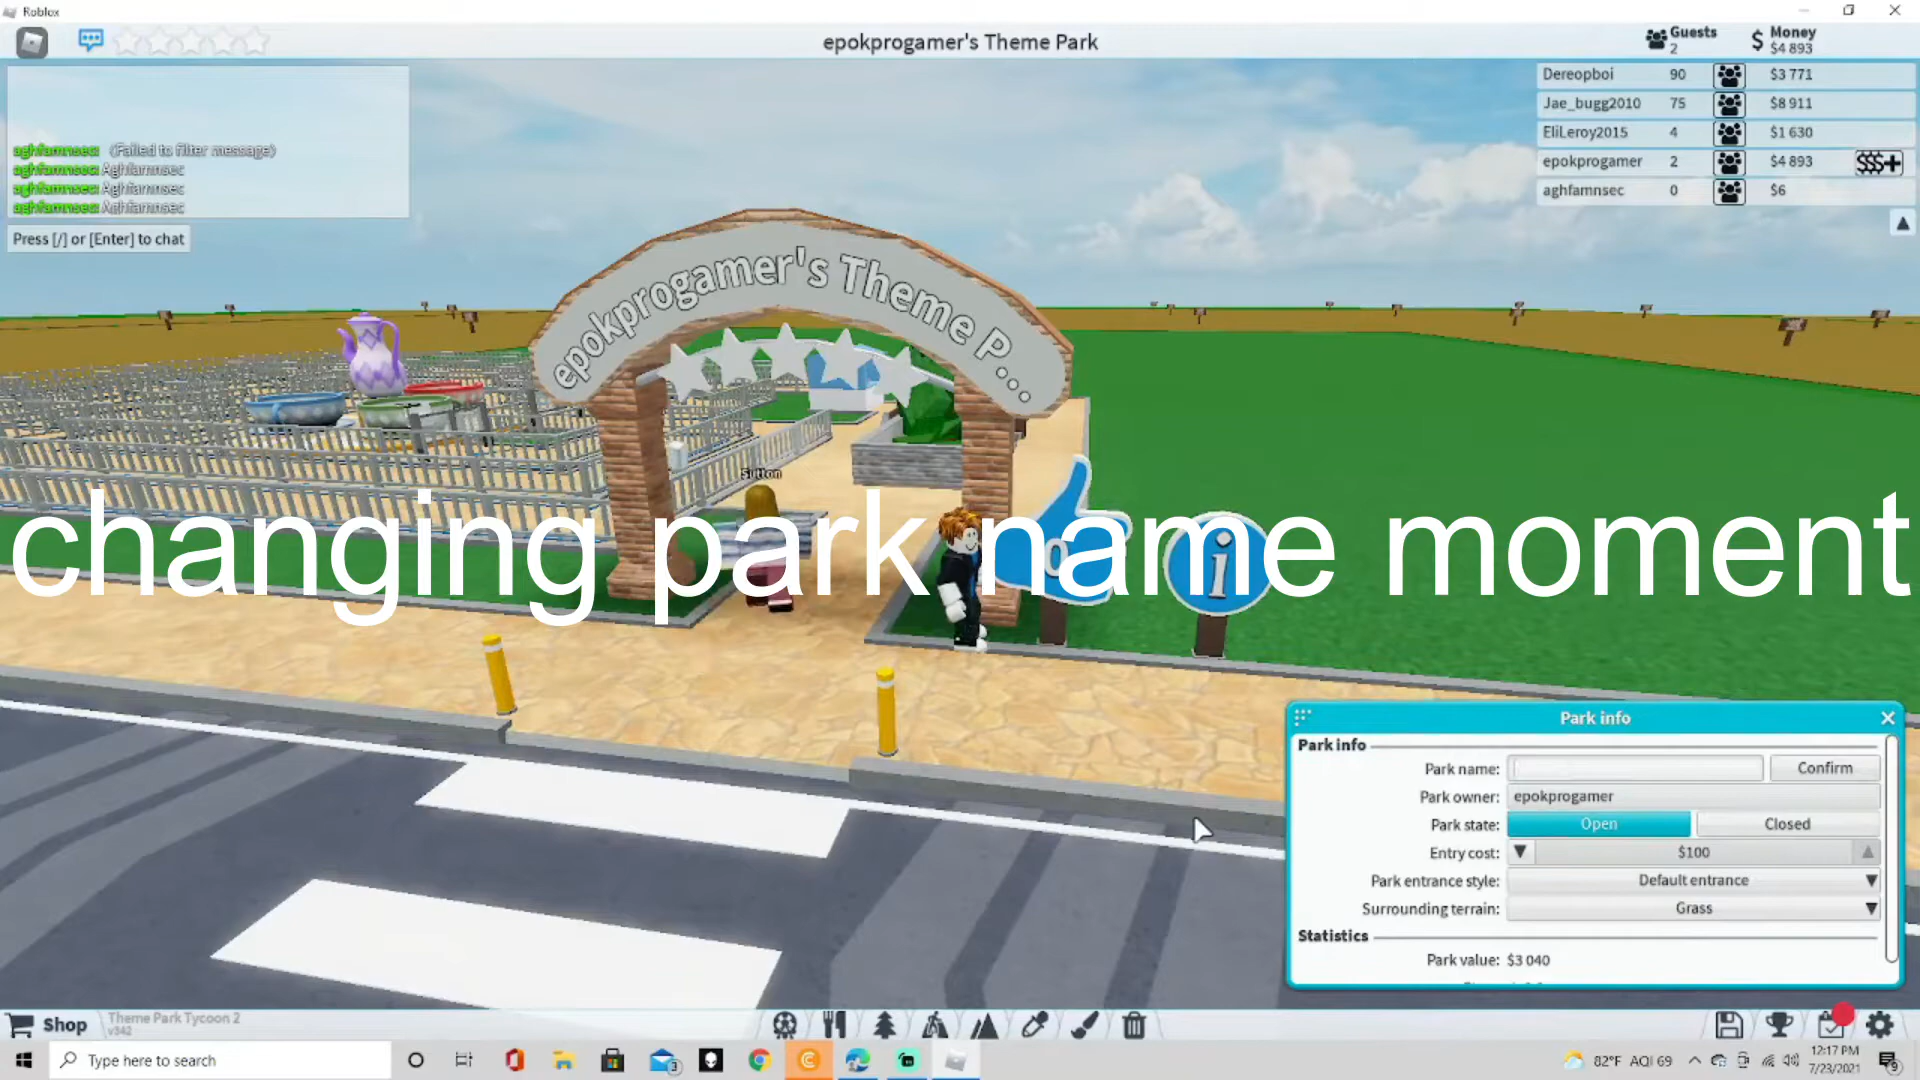 Roblox
epokprogamer's Theme Park
Guests
2
Money
$4 893
Dereopboi 90 $3 771
Jae_bugg2010 75 $8 911
EliLeroy2015 4 $1 630
epokprogamer 2 $4 893 $$$+
aghfamnsec 0 $6
aghfamnsec: (Failed to filter message)
aghfamnsec: Aghfamnsec
aghfamnsec: Aghfamnsec
aghfamnsec: Aghfamnsec
Press [/] or [Enter] to chat
epokprogamer's Theme P...
Sutton
changing park name moment
0
i
Park info
Park info
Park name: Confirm
Park owner: epokprogamer
Park state: Open Closed
Entry cost: $100
Park entrance style: Default entrance
Surrounding terrain: Grass
Statistics
Park value: $3 040
Shop
Theme Park Tycoon 2
v342
Type here to search
3
82°F AQI 69
12:17 PM
7/23/2021
9